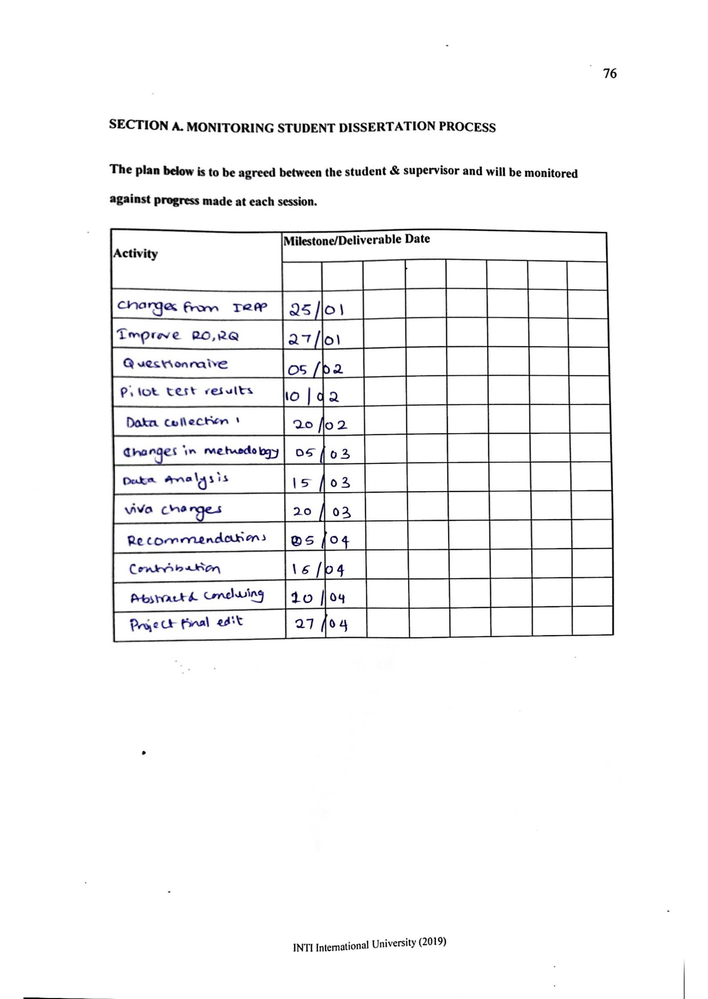 76
SECTION A. MONITORING STUDENT DISSERTATION PROCESS
The plan below is to be agreed between the student & supervisor and will be monitored
against progress made at each session.
Activity
Milestone/Deliverable Date
Changes from IRPP 25/01
Improve RO, RQ 27/01
Questionnaire 05/02
Pilot test results 10/02
Data collection 1 20/02
Changes in methodology 05/03
Data Analysis 15/03
viva changes 20/03
Recommendations 05/04
Contribution 16/04
Abstract & 20/04
Project Final edit 27/04
INTI International University (2019)